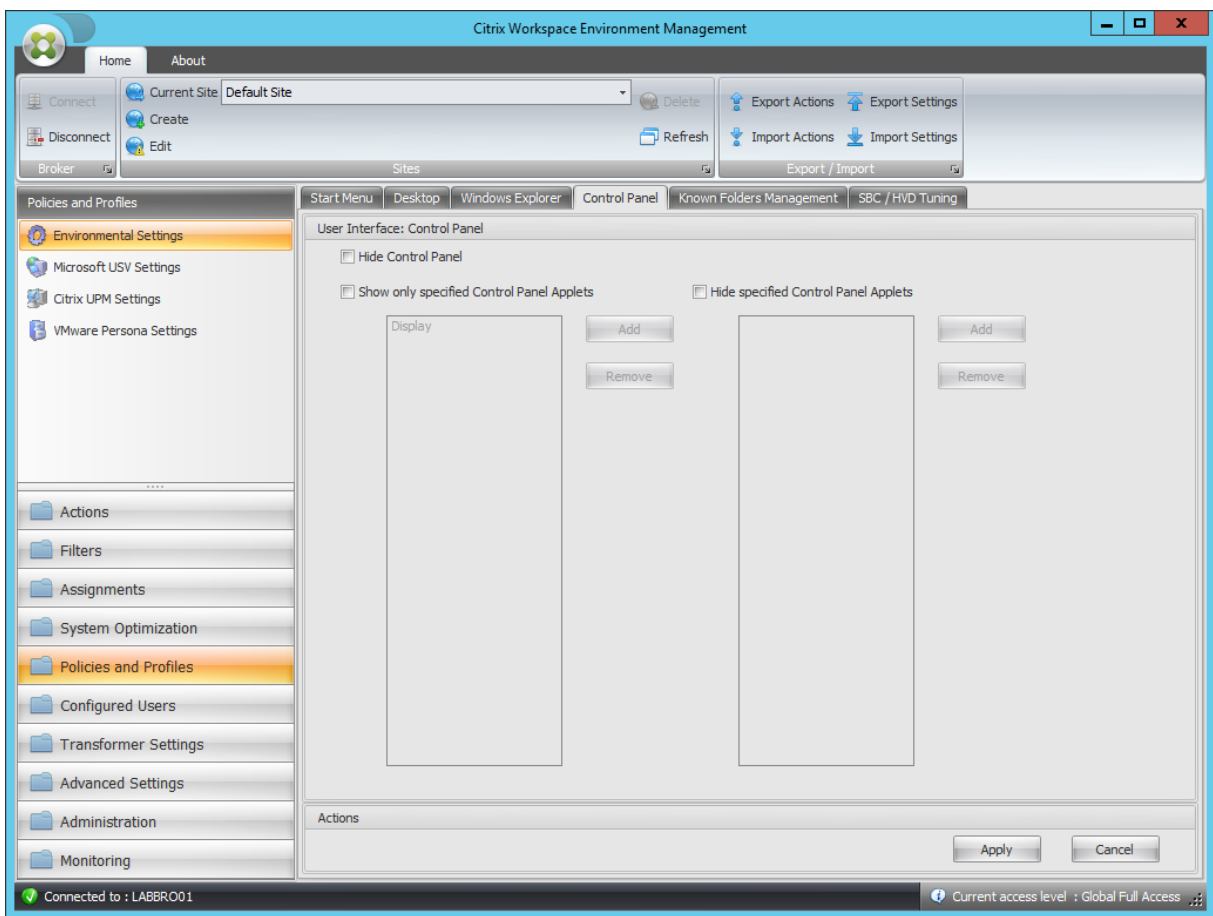 Citrix Workspace Environment Management
Home About
Connect
Disconnect
Broker
Current Site Default Site
Create
Edit
Delete
Refresh
Sites
Export Actions Export Settings
Import Actions Import Settings
Export / Import
Policies and Profiles
Environmental Settings
Microsoft USV Settings
Citrix UPM Settings
VMware Persona Settings
Actions
Filters
Assignments
System Optimization
Policies and Profiles
Configured Users
Transformer Settings
Advanced Settings
Administration
Monitoring
Start Menu Desktop Windows Explorer Control Panel Known Folders Management SBC / HVD Tuning
User Interface: Control Panel
Hide Control Panel
Show only specified Control Panel Applets Hide specified Control Panel Applets
Display Add Add
Remove Remove
Actions
Apply Cancel
Connected to : LABBRO01 Current access level : Global Full Access